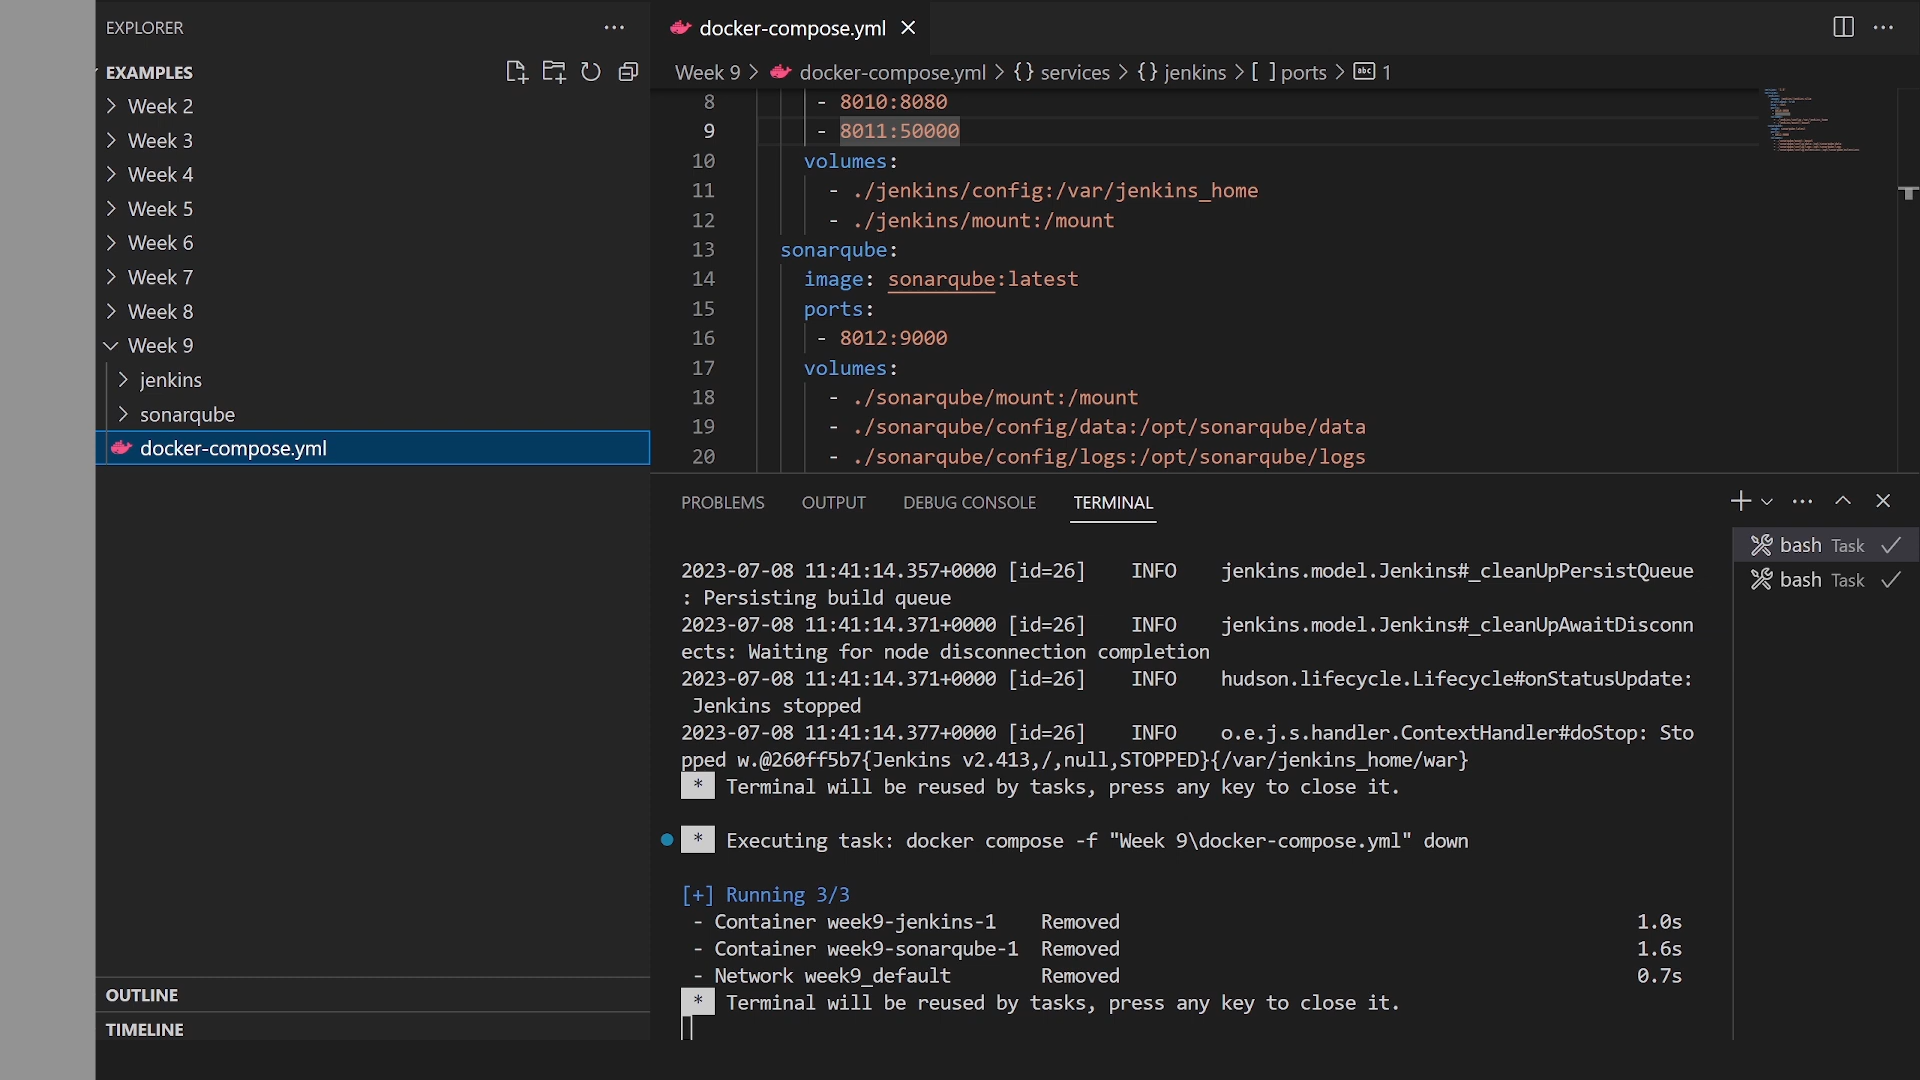 EXPLORER
EXAMPLES
Week 2
Week 3
Week 4
Week 5
Week 6
Week 7
Week 8
Week 9
jenkins
sonarqube
docker-compose.yml
OUTLINE
TIMELINE
docker-compose.yml
Week 9 > docker-compose.yml > {} services > {} jenkins > [ ] ports > abc 1
8 - 8010:8080
9 - 8011:50000
10 volumes:
11 - ./jenkins/config:/var/jenkins_home
12 - ./jenkins/mount:/mount
13 sonarqube:
14 image: sonarqube:latest
15 ports:
16 - 8012:9000
17 volumes:
18 - ./sonarqube/mount:/mount
19 - ./sonarqube/config/data:/opt/sonarqube/data
20 - ./sonarqube/config/logs:/opt/sonarqube/logs
PROBLEMS OUTPUT DEBUG CONSOLE TERMINAL
2023-07-08 11:41:14.357+0000 [id=26] INFO jenkins.model.Jenkins#_cleanUpPersistQueue
: Persisting build queue
2023-07-08 11:41:14.371+0000 [id=26] INFO jenkins.model.Jenkins#_cleanUpAwaitDisconn
ects: Waiting for node disconnection completion
2023-07-08 11:41:14.371+0000 [id=26] INFO hudson.lifecycle.Lifecycle#onStatusUpdate:
Jenkins stopped
2023-07-08 11:41:14.377+0000 [id=26] INFO o.e.j.s.handler.ContextHandler#doStop: Sto
pped w.@260ff5b7{Jenkins v2.413,/,null,STOPPED}{/var/jenkins_home/war}
* Terminal will be reused by tasks, press any key to close it.
* Executing task: docker compose -f "Week 9\docker-compose.yml" down
[+] Running 3/3
- Container week9-jenkins-1 Removed 1.0s
- Container week9-sonarqube-1 Removed 1.6s
- Network week9_default Removed 0.7s
* Terminal will be reused by tasks, press any key to close it.
bash Task
bash Task